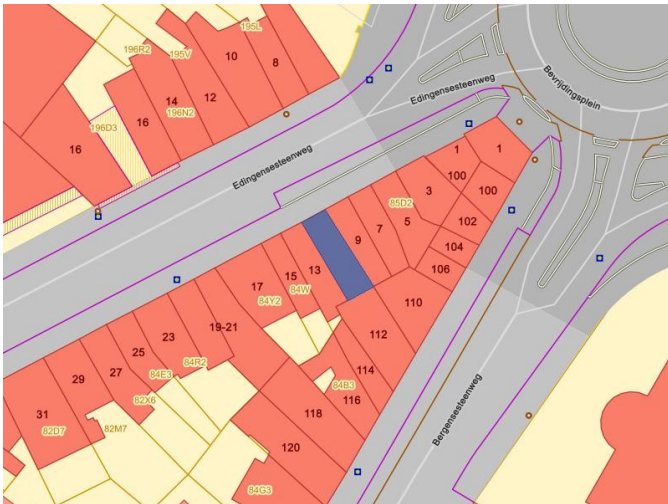 195L
196R2
195V
10
8
12
14
196N2
16
196D3
16
Edingensesteenweg
Bevrijdingsplein
Edingensesteenweg
1
1
100
100
3
85D2
5
7
9
102
104
106
110
13
15
84W
17
84Y2
19-21
112
114
84B3
116
118
120
84G3
23
84R2
25
84E3
27
82X6
29
82M7
31
82D7
Bergensesteenweg